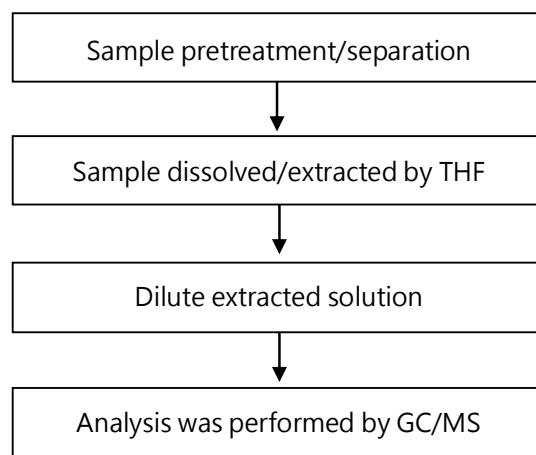 Sample pretreatment/separation
Sample dissolved/extracted by THF
Dilute extracted solution
Analysis was performed by GC/MS